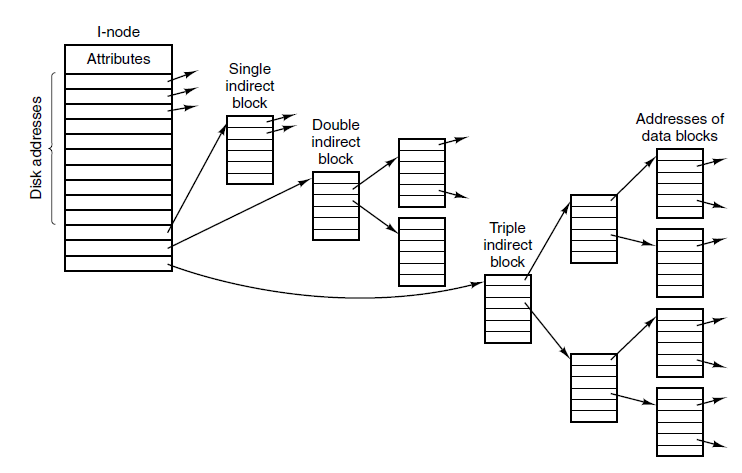 I-node
Attributes
Disk addresses
Single
indirect
block
Double
indirect
block
Triple
indirect
block
Addresses of
data blocks